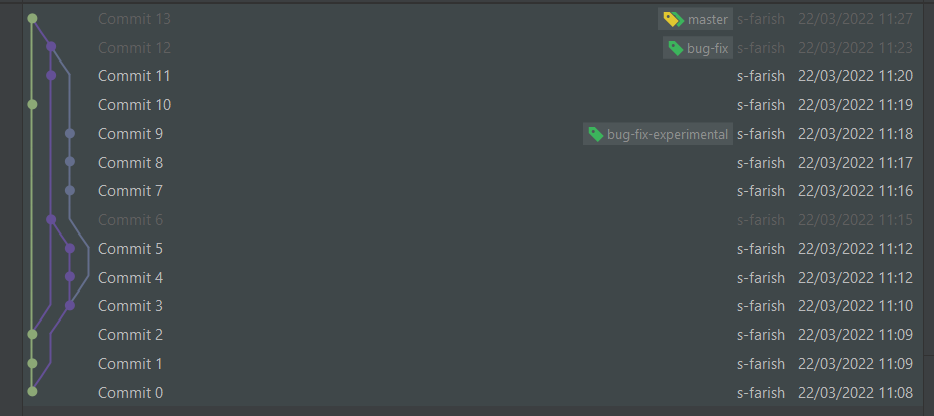 Commit 13 master s-farish 22/03/2022 11:27
Commit 12 bug-fix s-farish 22/03/2022 11:23
Commit 11 s-farish 22/03/2022 11:20
Commit 10 s-farish 22/03/2022 11:19
Commit 9 bug-fix-experimental s-farish 22/03/2022 11:18
Commit 8 s-farish 22/03/2022 11:17
Commit 7 s-farish 22/03/2022 11:16
Commit 6 s-farish 22/03/2022 11:15
Commit 5 s-farish 22/03/2022 11:12
Commit 4 s-farish 22/03/2022 11:12
Commit 3 s-farish 22/03/2022 11:10
Commit 2 s-farish 22/03/2022 11:09
Commit 1 s-farish 22/03/2022 11:09
Commit 0 s-farish 22/03/2022 11:08